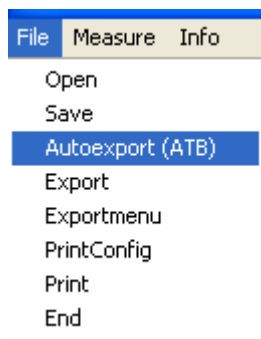 File Measure Info
Open
Save
Autoexport (ATB)
Export
Exportmenu
PrintConfig
Print
End